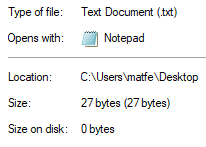 Type of file: Text Document (.txt)
Opens with: Notepad
Location: C:\Users\matfe\Desktop
Size: 27 bytes (27 bytes)
Size on disk: 0 bytes